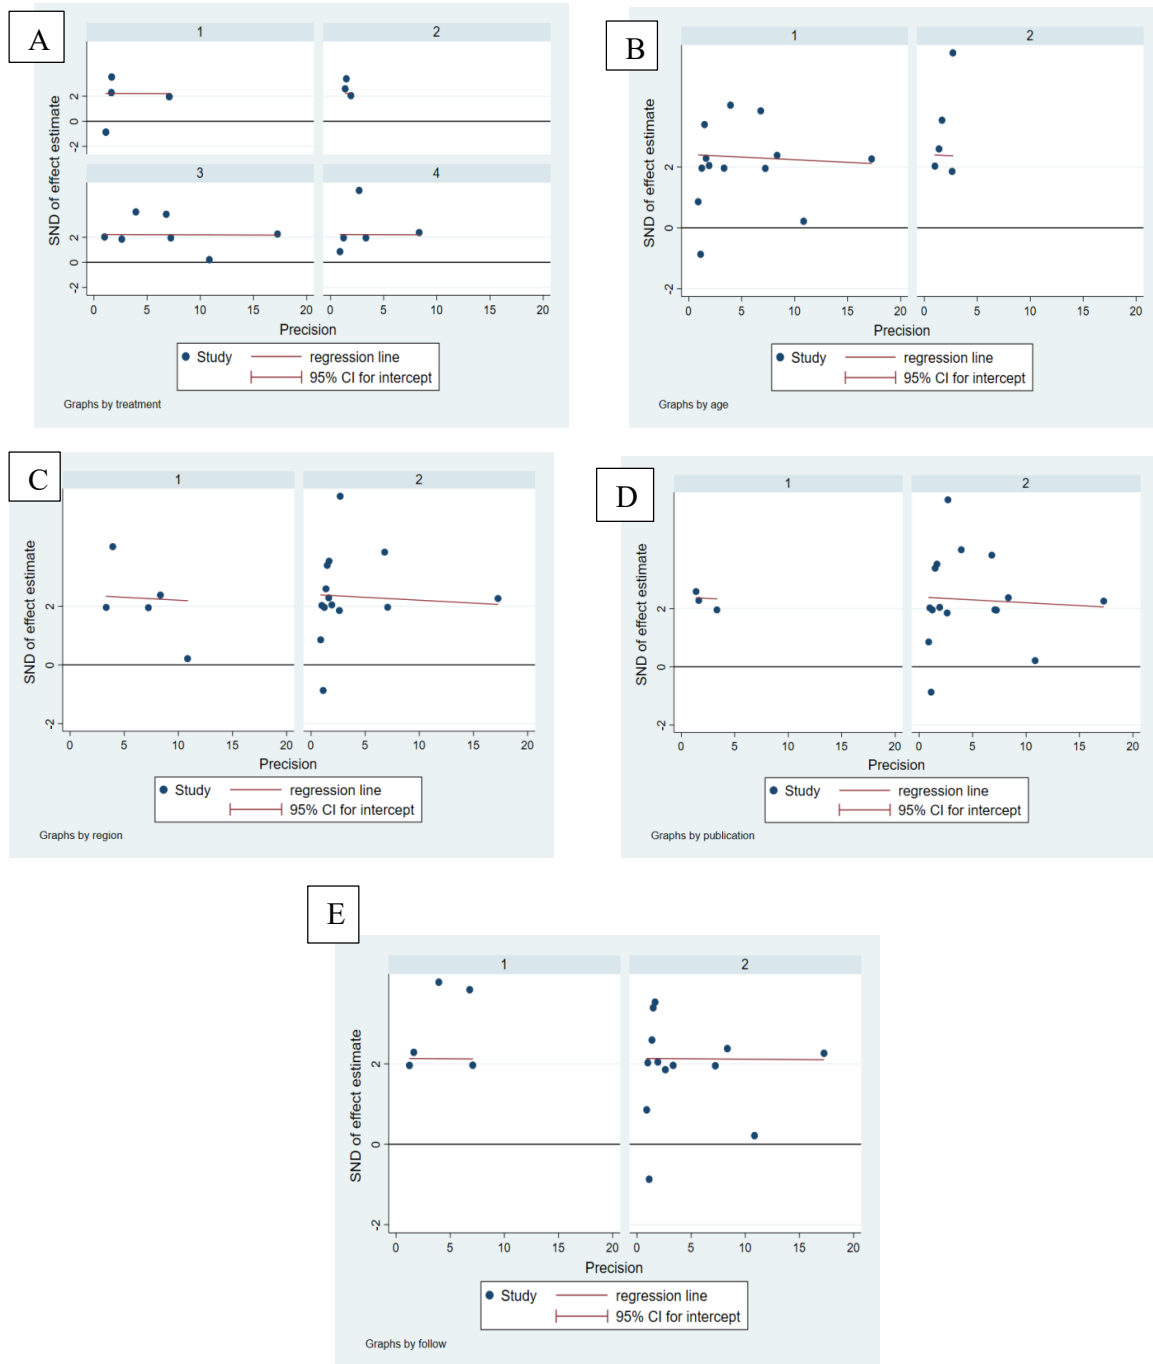 A
1 2
SND of effect estimate
2
0
-2
3 4
2
0
-2
0 5 10 15 20 0 5 10 15 20
Precision
Study regression line
95% CI for intercept
Graphs by treatment
B
1 2
SND of effect estimate
2
0
-2
0 5 10 15 20 0 5 10 15 20
Precision
Study regression line
95% CI for intercept
Graphs by age
C
1 2
SND of effect estimate
2
0
-2
0 5 10 15 20 0 5 10 15 20
Precision
Study regression line
95% CI for intercept
Graphs by region
D
1 2
SND of effect estimate
2
0
-2
0 5 10 15 20 0 5 10 15 20
Precision
Study regression line
95% CI for intercept
Graphs by publication
E
1 2
SND of effect estimate
2
0
-2
0 5 10 15 20 0 5 10 15 20
Precision
Study regression line
95% CI for intercept
Graphs by follow